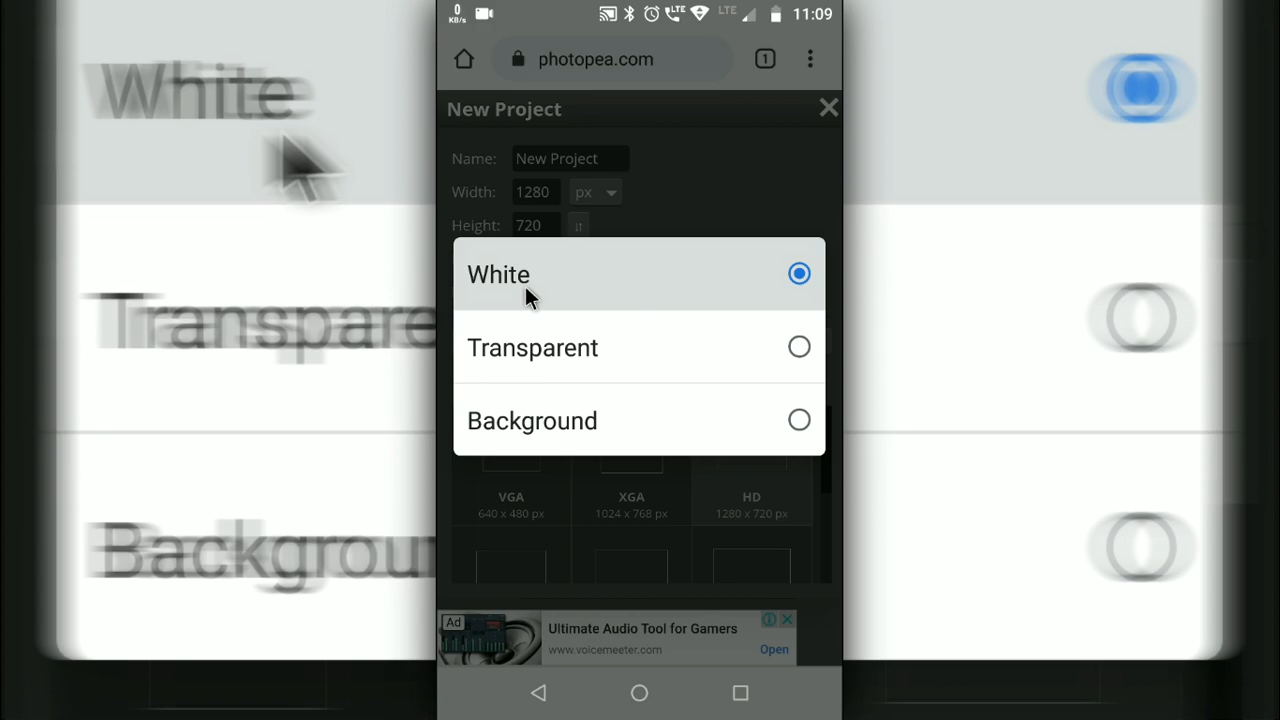 0
KB/s
LTE
11:09
photopea.com
1
New Project
Name: New Project
Width: 1280 px
Height: 720
White
Transparent
Background
VGA
640 x 480 px
XGA
1024 x 768 px
HD
1280 x 720 px
Ad
Ultimate Audio Tool for Gamers
www.voicemeeter.com
Open
White
Transpare
Backgroun